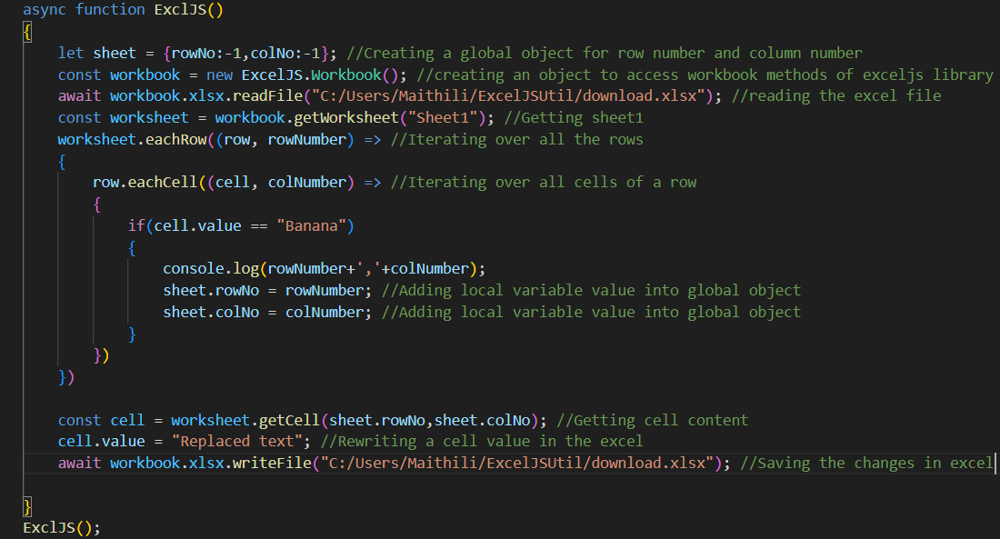 async function ExclJS()
{
let sheet = {rowNo:-1,colNo:-1}; //Creating a global object for row number and column number
const workbook = new ExcelJS.Workbook(); //creating an object to access workbook methods of exceljs library
await workbook.xlsx.readFile("C:/Users/Maithili/ExcelJSUtil/download.xlsx"); //reading the excel file
const worksheet = workbook.getWorksheet("Sheet1"); //Getting sheet1
worksheet.eachRow((row, rowNumber) => //Iterating over all the rows
{
row.eachCell((cell, colNumber) => //Iterating over all cells of a row
{
if(cell.value == "Banana")
{
console.log(rowNumber+','+colNumber);
sheet.rowNo = rowNumber; //Adding local variable value into global object
sheet.colNo = colNumber; //Adding local variable value into global object
}
})
})
const cell = worksheet.getCell(sheet.rowNo,sheet.colNo); //Getting cell content
cell.value = "Replaced text"; //Rewriting a cell value in the excel
await workbook.xlsx.writeFile("C:/Users/Maithili/ExcelJSUtil/download.xlsx"); //Saving the changes in excel
}
ExclJS();